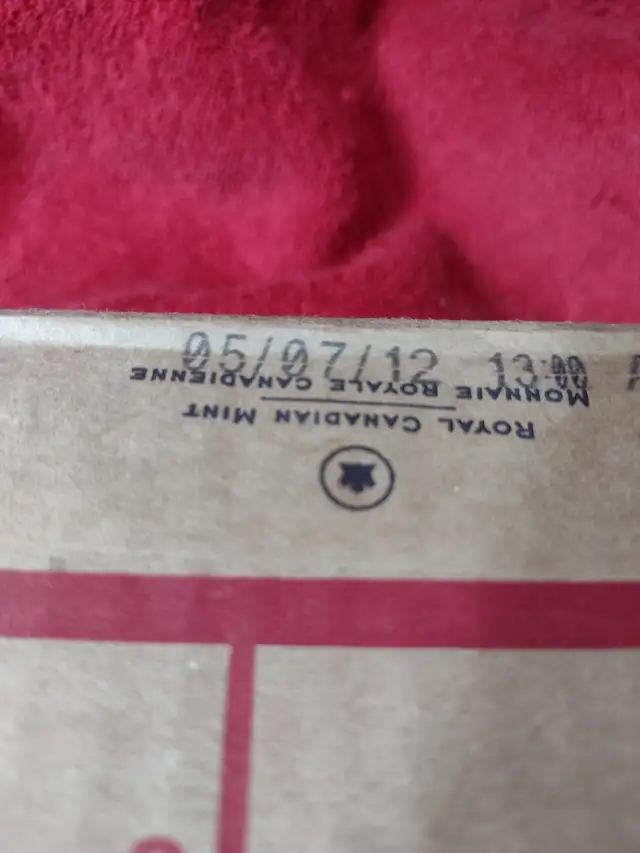 05/07/12 13:00
ROYAL CANADIAN MINT
MONNAIE ROYALE CANADIENNE